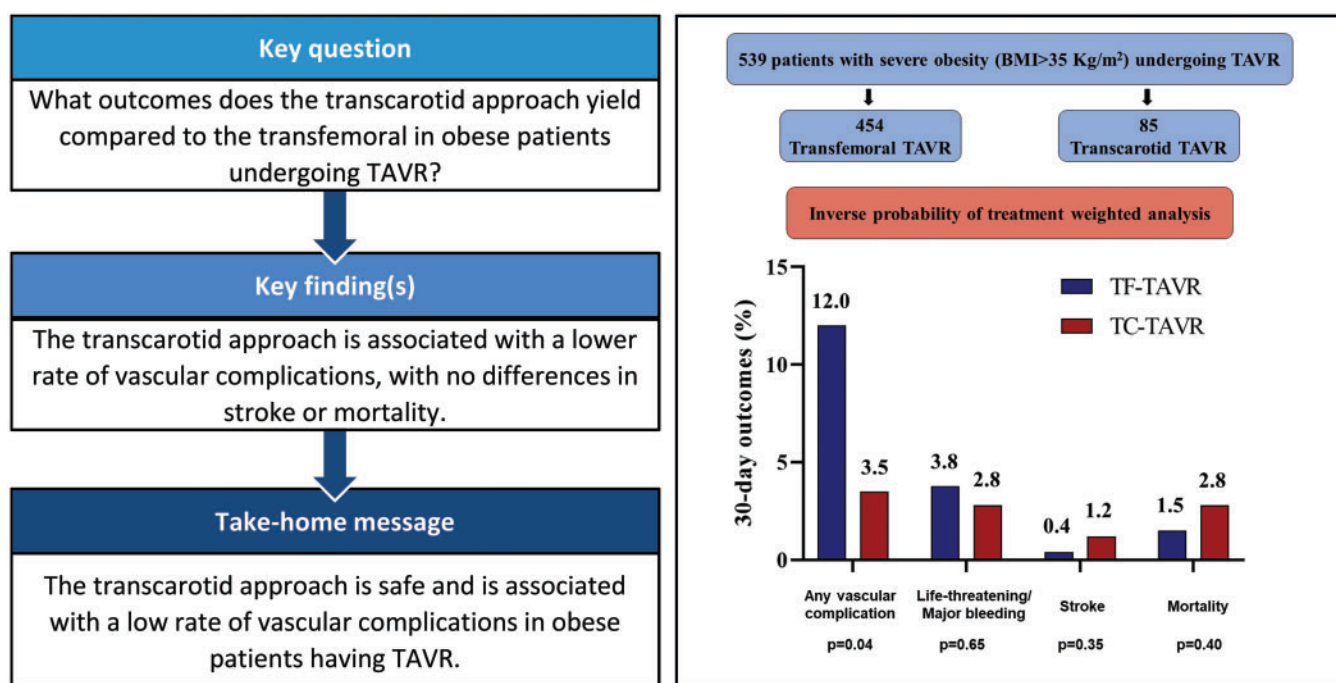 Key question
What outcomes does the transcarotid approach yield
compared to the transfemoral in obese patients
undergoing TAVR?
Key finding(s)
The transcarotid approach is associated with a lower
rate of vascular complications, with no differences in
stroke or mortality.
Take-home message
The transcarotid approach is safe and is associated
with a low rate of vascular complications in obese
patients having TAVR.
539 patients with severe obesity (BMI>35 Kg/m²) undergoing TAVR
454
Transfemoral TAVR
85
Transcarotid TAVR
Inverse probability of treatment weighted analysis
30-day outcomes (%)
15
10
5
0
TF-TAVR
TC-TAVR
12.0
3.5
3.8
2.8
0.4
1.2
1.5
2.8
Any vascular
complication
p=0.04
Life-threatening/
Major bleeding
p=0.65
Stroke
p=0.35
Mortality
p=0.40